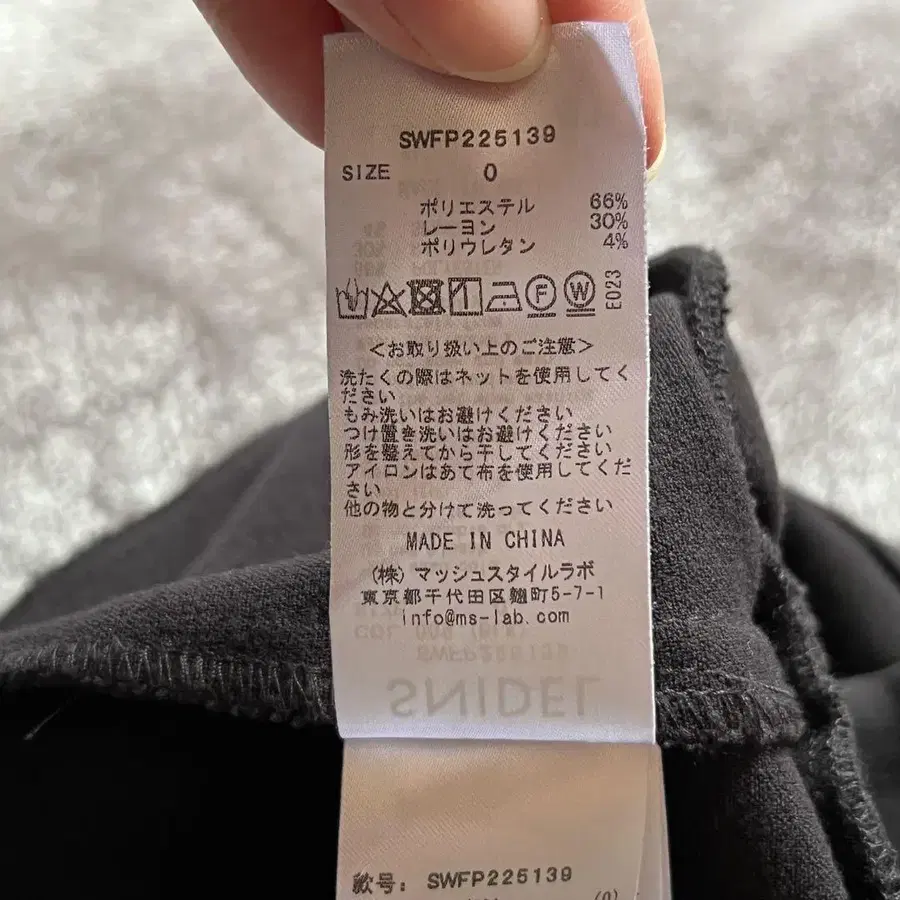 SWFP225139
SIZE 0
ポリエステル 66%
レーヨン 30%
ポリウレタン 4%
F W E023
＜お取り扱い上のご注意＞
洗たくの際はネットを使用してく
ださい
もみ洗いはお避けください
つけ置き洗いはお避けください
形を整えてから干してください
アイロンはあて布を使用してくだ
さい
他の物と分けて洗ってください
MADE IN CHINA
(株) マッシュスタイルラボ
東京都千代田区麹町5-7-1
info@ms-lab.com
SWFP225139
SNIDEL
款号: SWFP225139